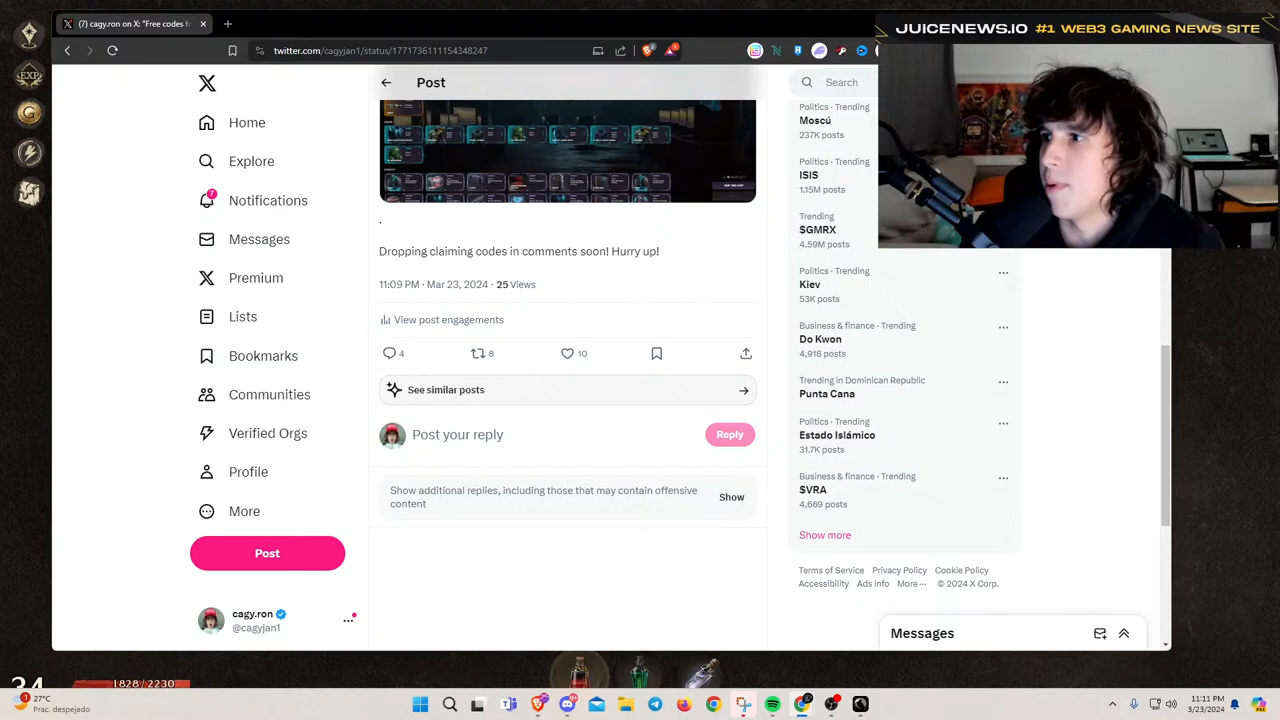 (7) cagy.ron on X: "Free codes fo
JUICENEWS.IO #1 WEB3 GAMING NEWS SITE
twitter.com/cagyjan1/status/1771736111154348247
EXP
Home
Explore
7
Notifications
Messages
Premium
Lists
Bookmarks
Communities
Verified Orgs
Profile
More
Post
cagy.ron
@cagyjan1
Post
.
Dropping claiming codes in comments soon! Hurry up!
11:09 PM · Mar 23, 2024 · 25 Views
View post engagements
4 8 10
See similar posts
Post your reply
Reply
Show additional replies, including those that may contain offensive
content
Show
Search
Politics · Trending
Moscú
237K posts
Politics · Trending
ISIS
1.15M posts
Trending
$GMRX
4.59M posts
Politics · Trending
Kiev
53K posts
Business & finance · Trending
Do Kwon
4,918 posts
Trending in Dominican Republic
Punta Cana
Politics · Trending
Estado Islámico
31.7K posts
Business & finance · Trending
$VRA
4,669 posts
Show more
Terms of Service Privacy Policy Cookie Policy
Accessibility Ads info More ··· © 2024 X Corp.
Messages
34
1828 / 2230
27°C
Prac. despejado
11:11 PM
3/23/2024